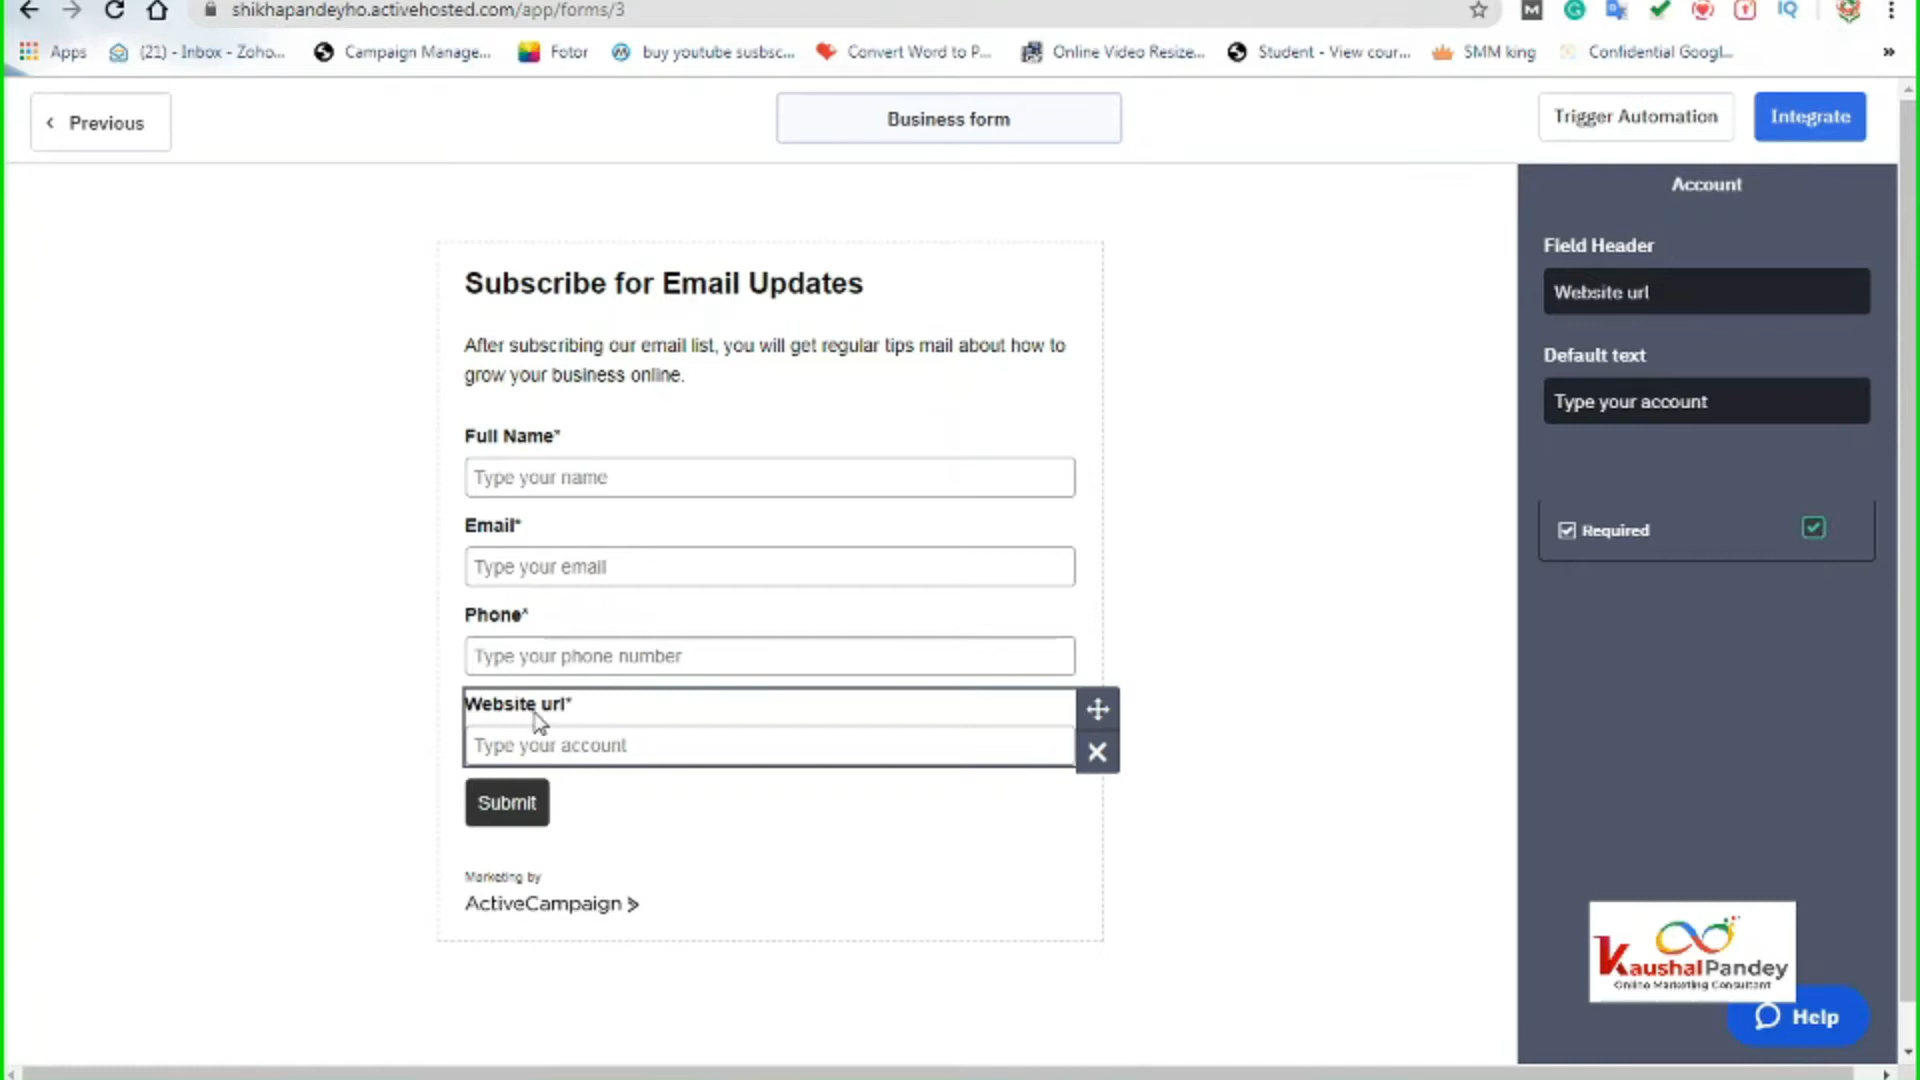 shikhapandeyho.activehosted.com/app/forms/3
Apps
(21) - Inbox - Zoho...
Campaign Manage...
Fotor
buy youtube susbsc...
Convert Word to P...
Online Video Resize...
Student - View cour...
SMM king
Confidential Googl...
»
< Previous
Business form
Trigger Automation
Integrate
Account
Field Header
Website url
Default text
Type your account
Required
Subscribe for Email Updates
After subscribing our email list, you will get regular tips mail about how to
grow your business online.
Full Name*
Type your name
Email*
Type your email
Phone*
Type your phone number
Website url*
Type your account
Submit
Marketing by
ActiveCampaign >
KaushalPandey
Online Marketing Consultant
Help